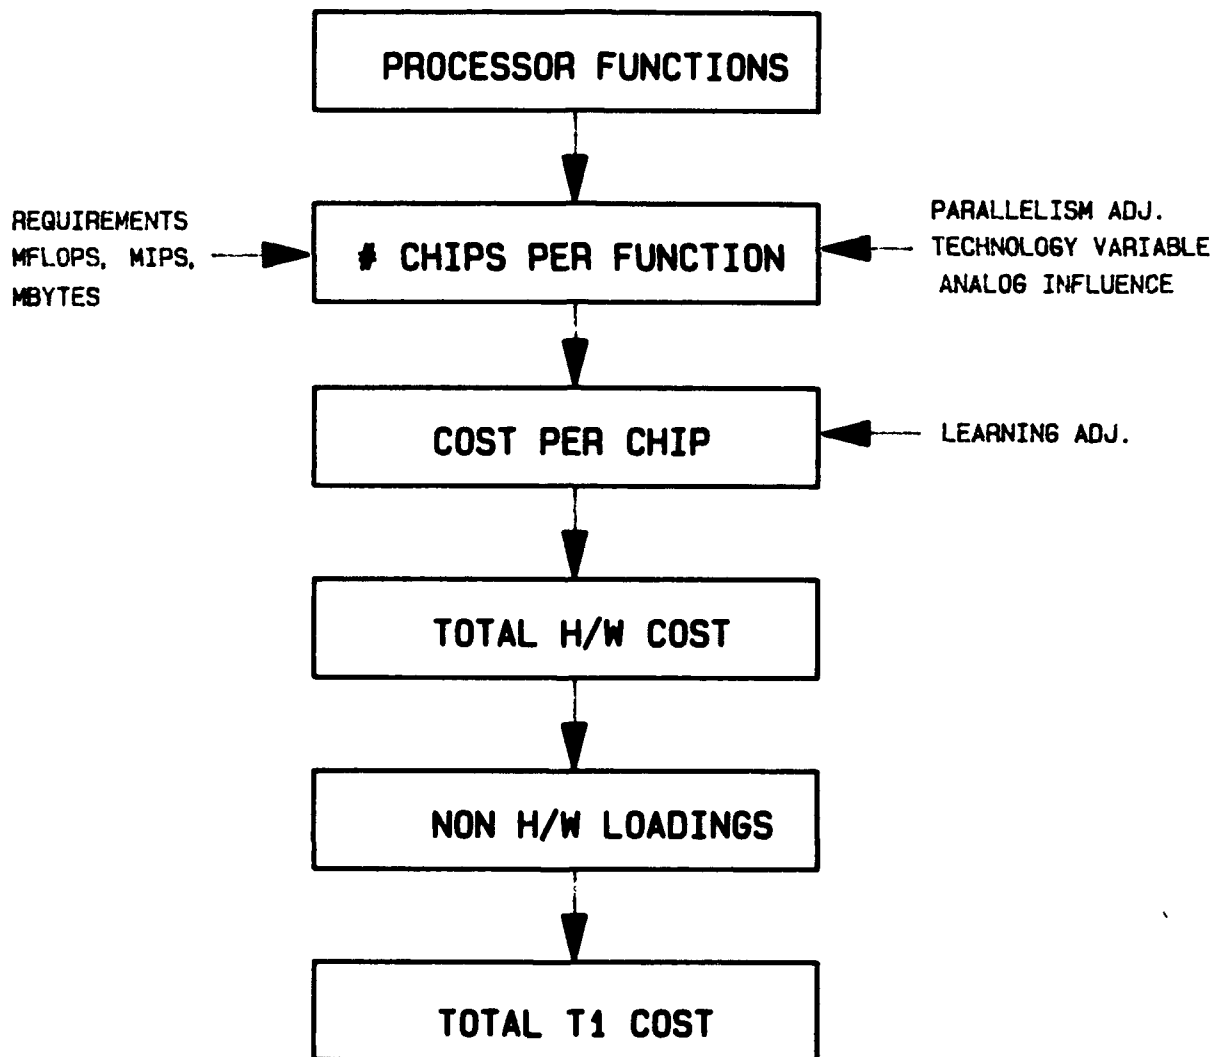 PROCESSOR FUNCTIONS
REQUIREMENTS
MFLOPS, MIPS,
MBYTES
# CHIPS PER FUNCTION
PARALLELISM ADJ.
TECHNOLOGY VARIABLE
ANALOG INFLUENCE
COST PER CHIP
LEARNING ADJ.
TOTAL H/W COST
NON H/W LOADINGS
TOTAL T1 COST